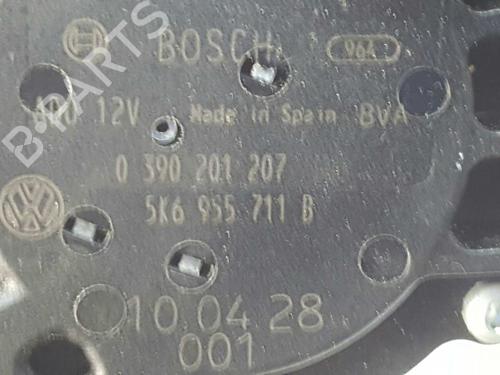 BOSCH 964
ADU 12V Made in Spain BVA
0 390 201 207
5K6 955 711 B
10.04 28
001
B-PARTS